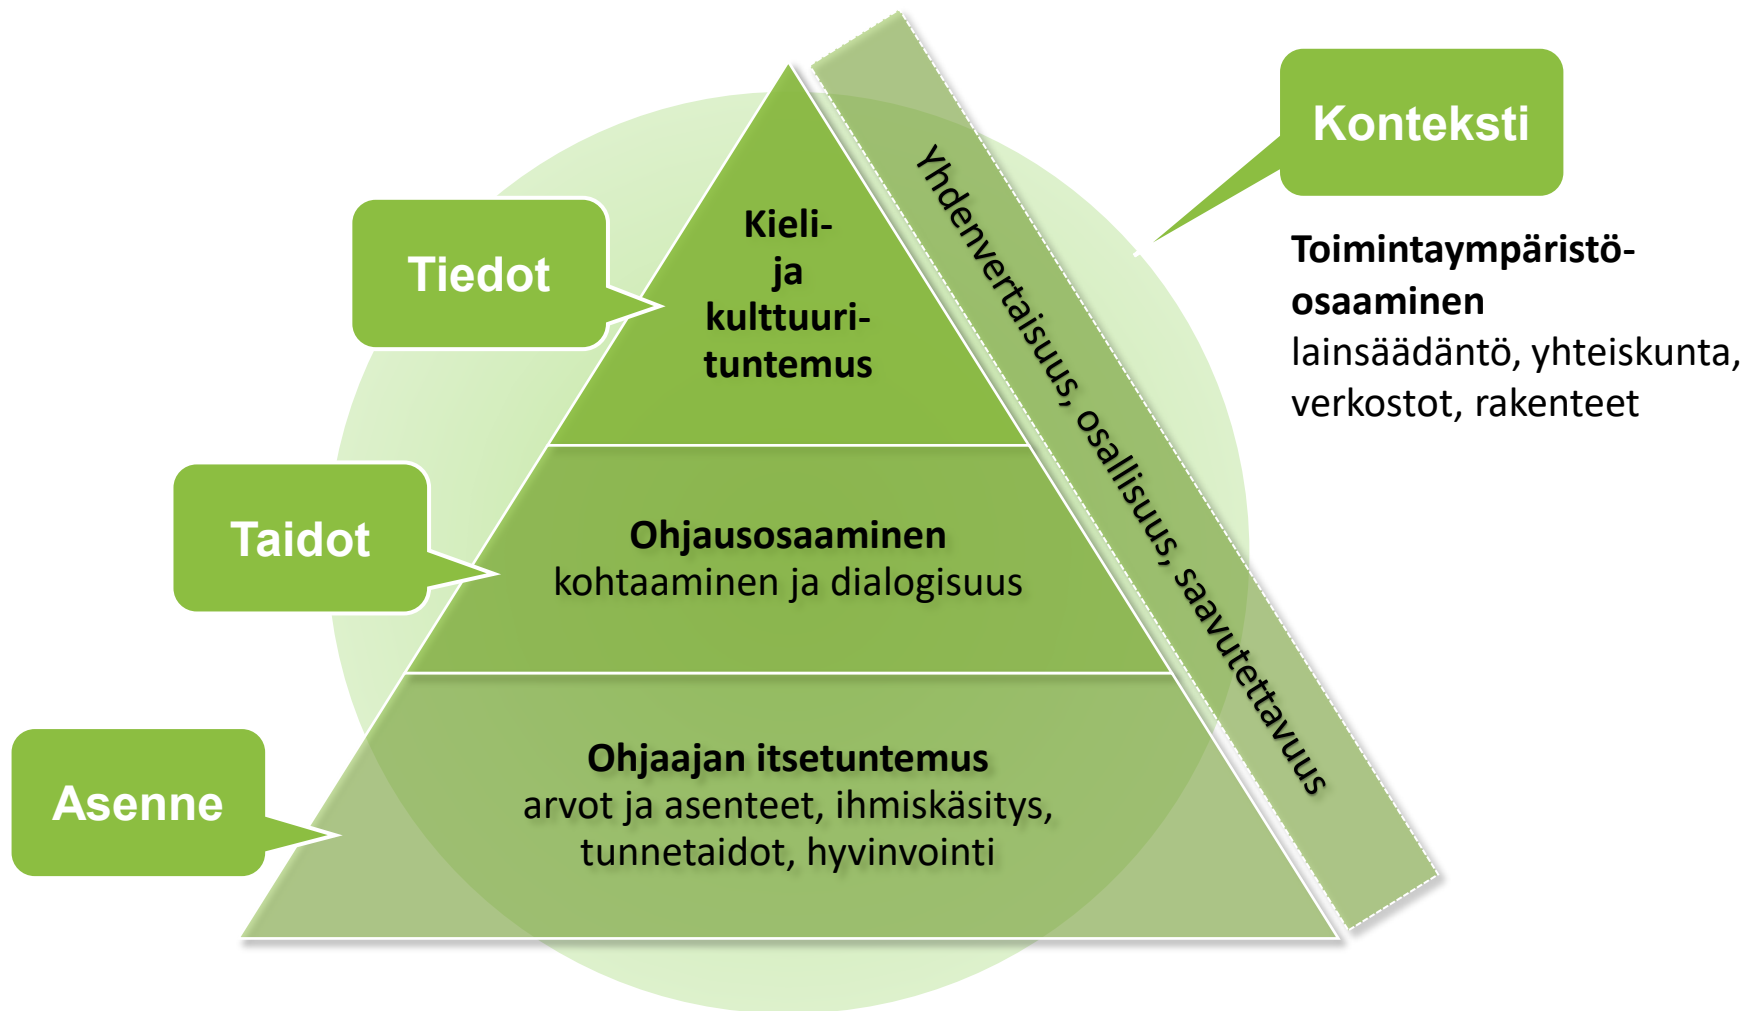 Konteksti
Toimintaympäristö-
osaaminen
lainsäädäntö, yhteiskunta,
verkostot, rakenteet
Yhdenvertaisuus, osallisuus, saavutettavuus
Tiedot
Kieli-
ja
kulttuuri-
tuntemus
Taidot
Ohjausosaaminen
kohtaaminen ja dialogisuus
Asenne
Ohjaajan itsetuntemus
arvot ja asenteet, ihmiskäsitys,
tunnetaidot, hyvinvointi